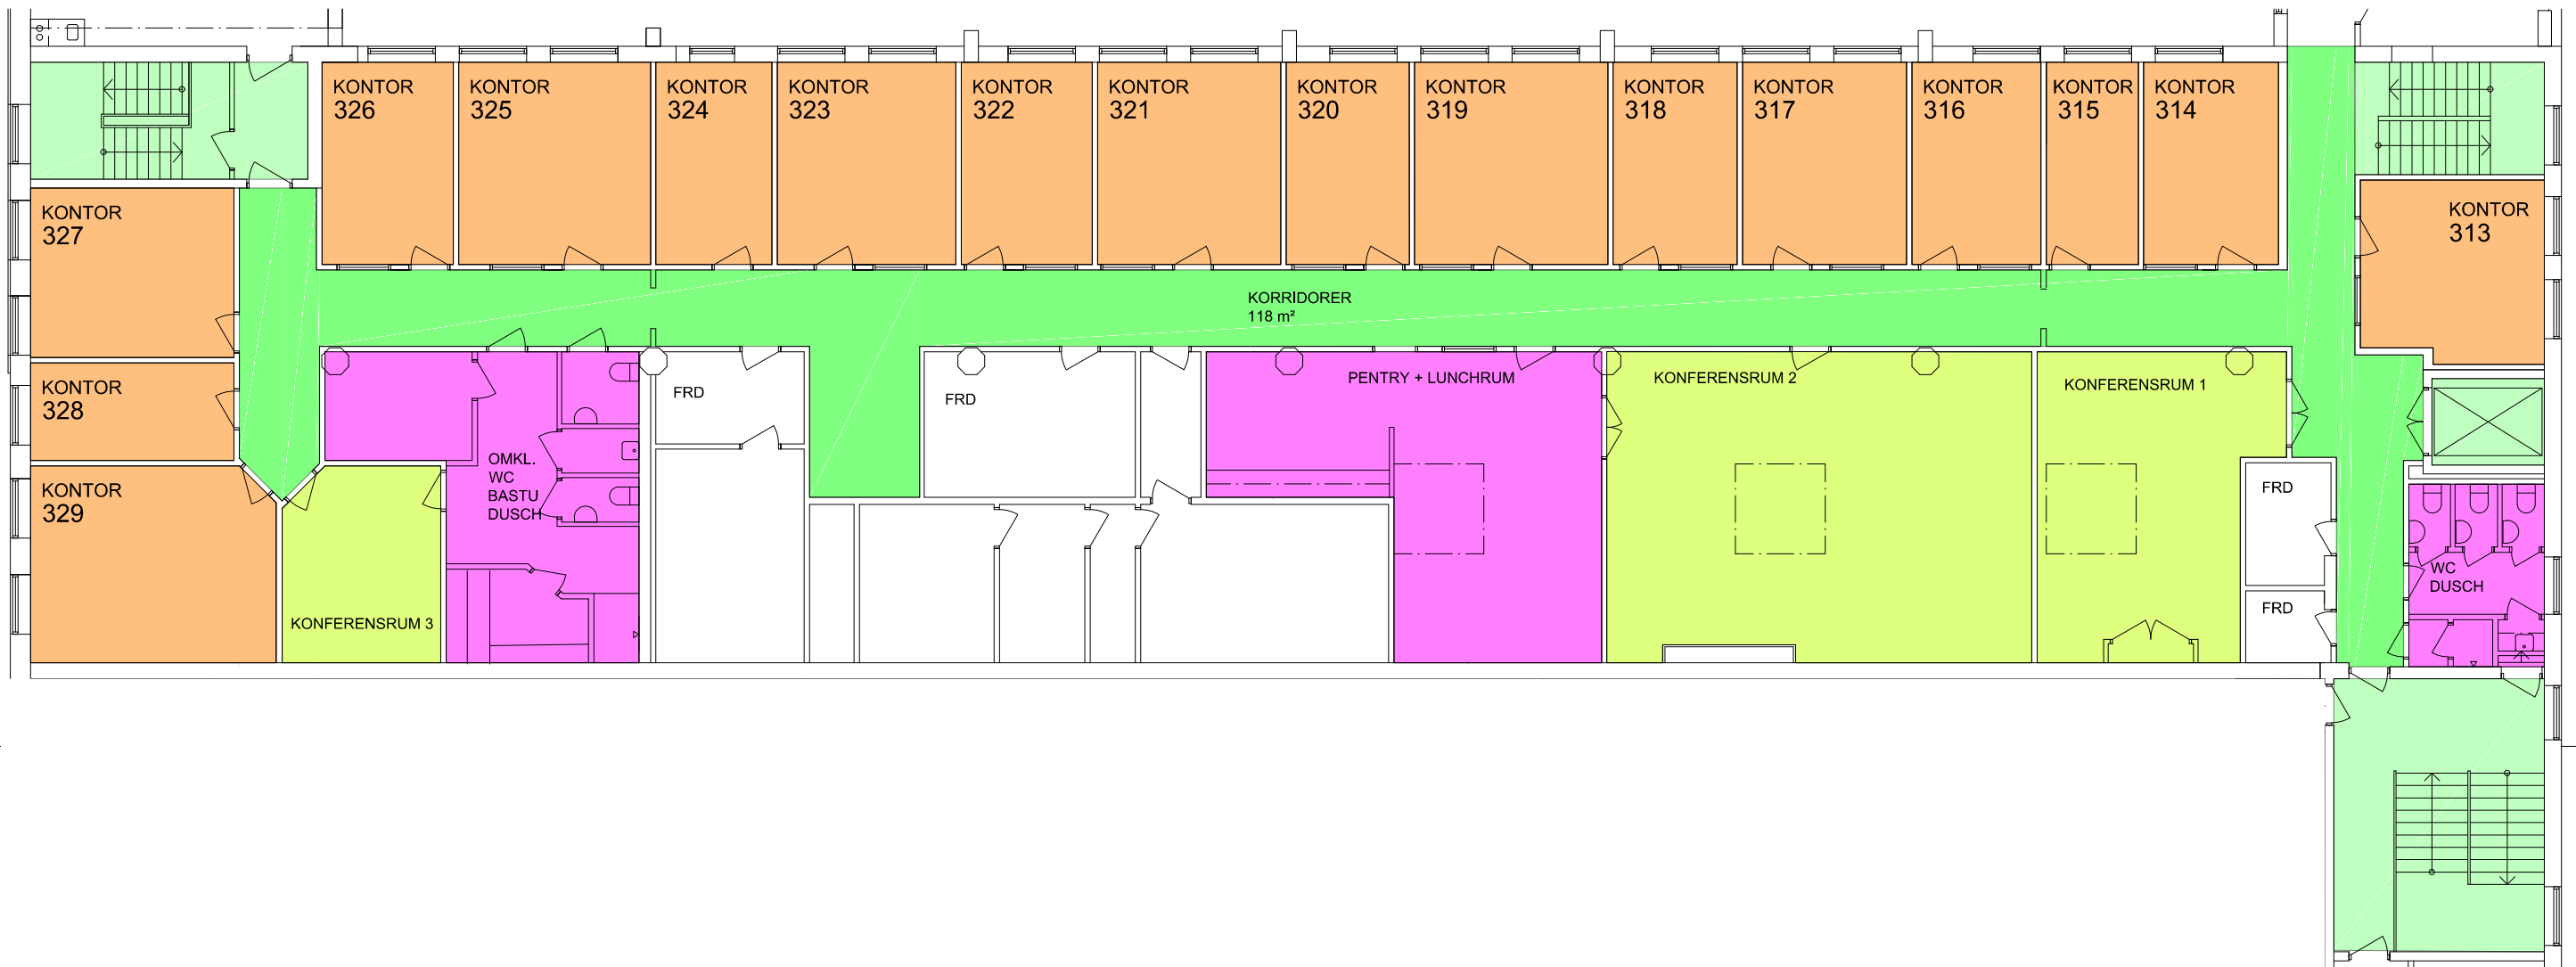 KONTOR
326
KONTOR
325
KONTOR
324
KONTOR
323
KONTOR
322
KONTOR
321
KONTOR
320
KONTOR
319
KONTOR
318
KONTOR
317
KONTOR
316
KONTOR
315
KONTOR
314
KONTOR
313
KONTOR
327
KORRIDORER
118 m²
KONTOR
328
FRD
FRD
PENTRY + LUNCHRUM
KONFERENSRUM 2
KONFERENSRUM 1
OMKL.
WC
BASTU
DUSCH
KONTOR
329
FRD
WC
DUSCH
FRD
KONFERENSRUM 3